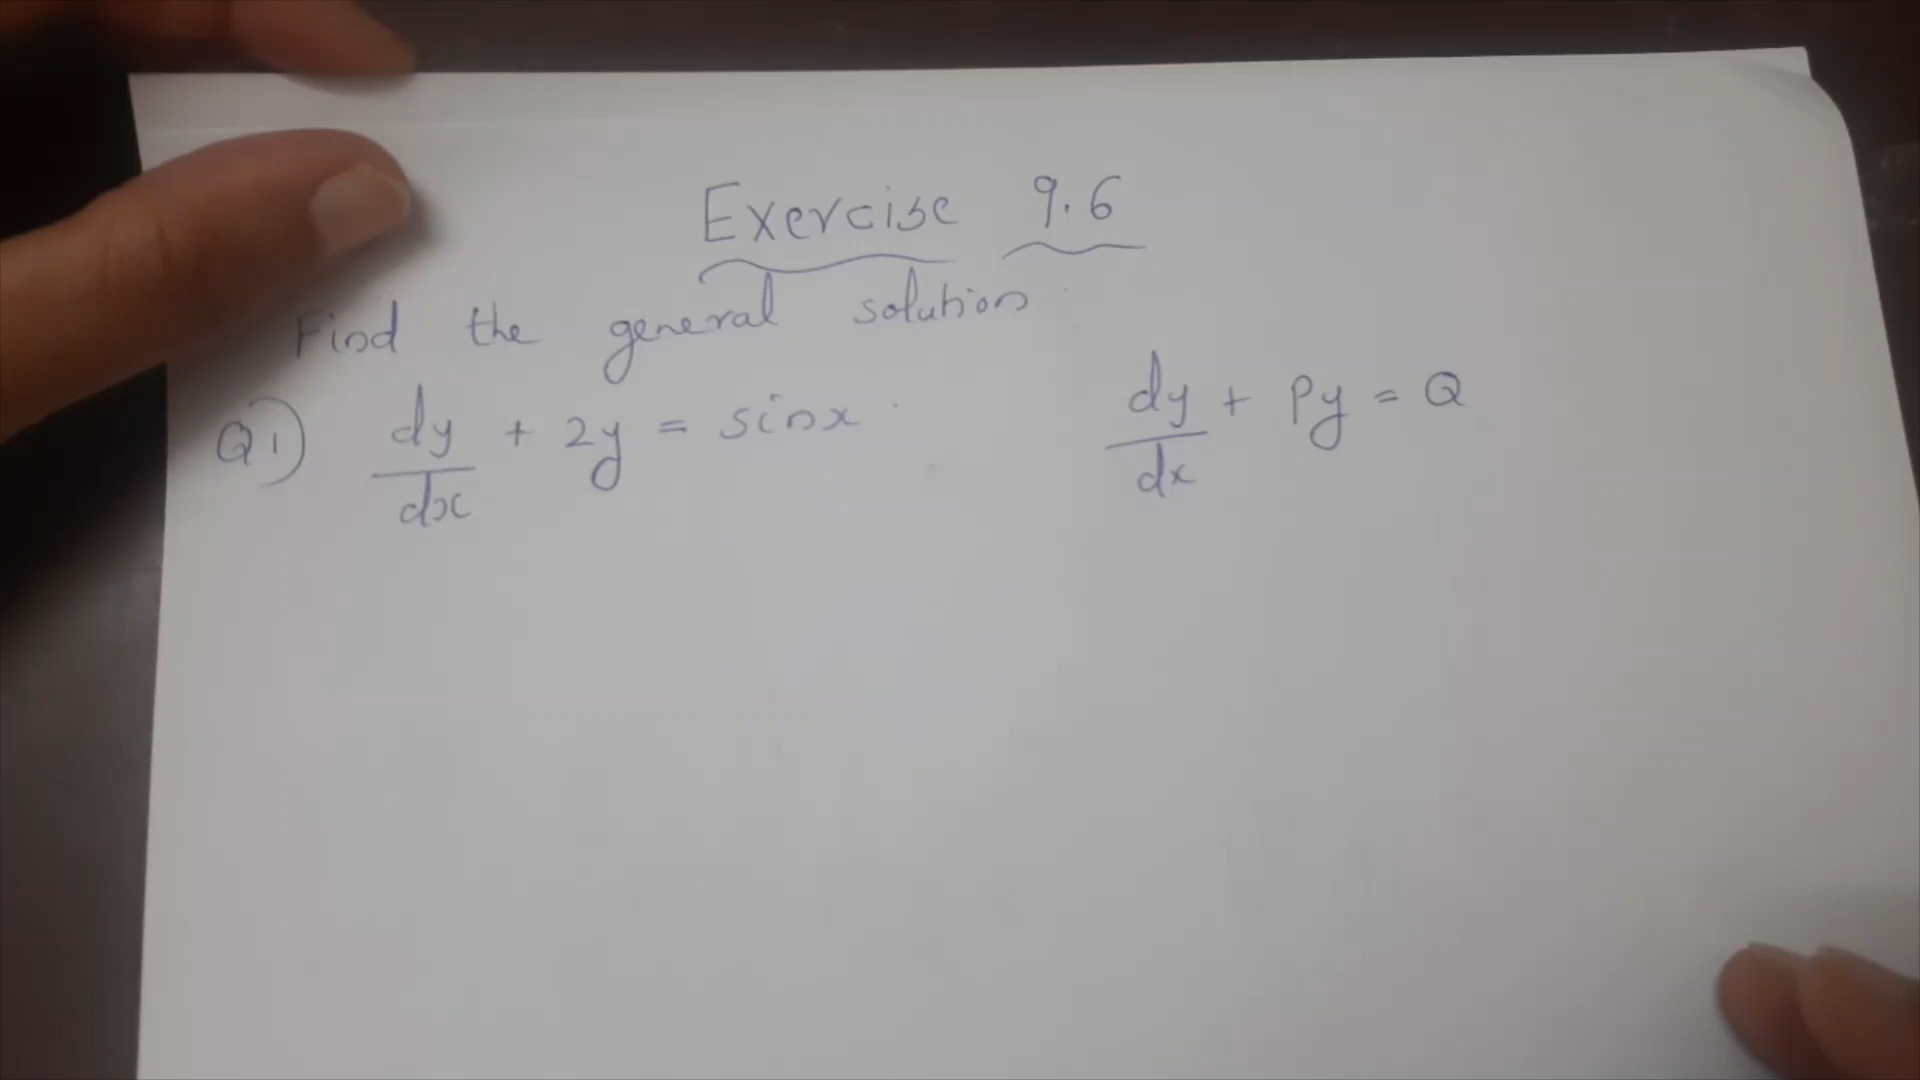 Exercise 9.6
Find the general solution
Q1) dy/dx + 2y = sinx
dy/dx + Py = Q